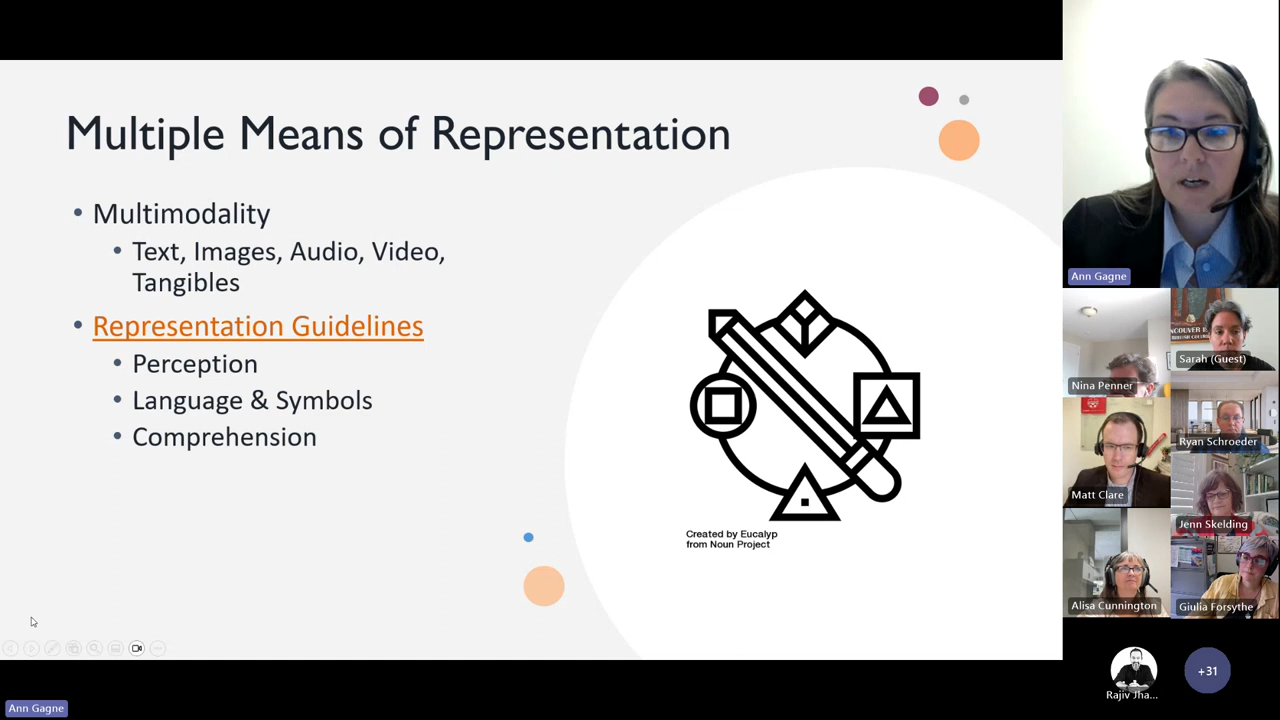 Multiple Means of Representation
• Multimodality
• Text, Images, Audio, Video,
Tangibles
• Representation Guidelines
• Perception
• Language & Symbols
• Comprehension
Created by Eucalyp
from Noun Project
Ann Gagne
Ann Gagne
Nina Penner
Sarah (Guest)
Ryan Schroeder
Matt Clare
Jenn Skelding
Alisa Cunnington
Giulia Forsythe
Rajiv Jha...
+31